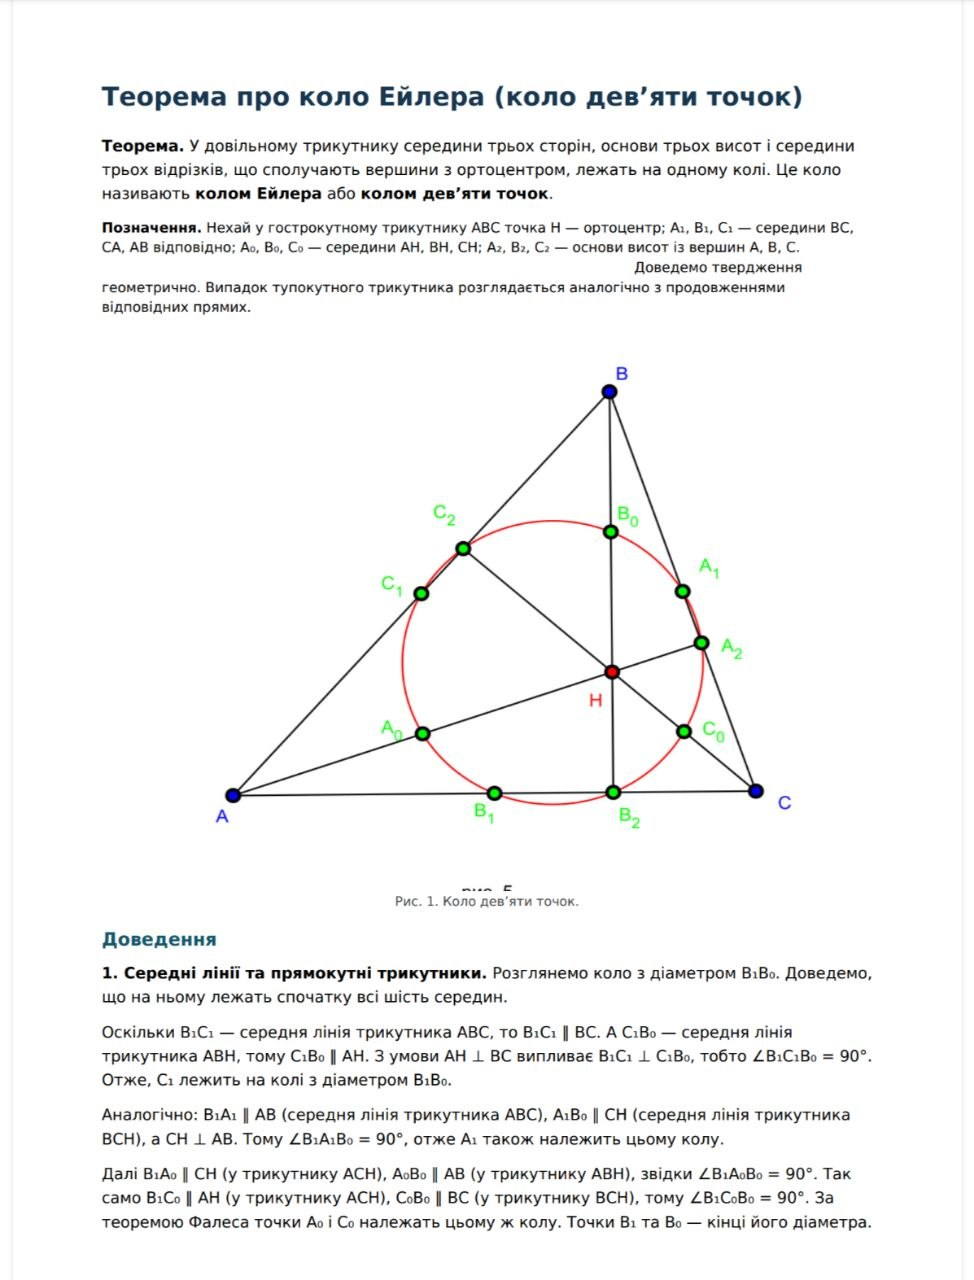 Теорема про коло Ейлера (коло дев’яти точок)
Теорема. У довільному трикутнику середини трьох сторін, основи трьох висот і середини
трьох відрізків, що сполучають вершини з ортоцентром, лежать на одному колі. Це коло
називають колом Ейлера або колом дев’яти точок.
Позначення. Нехай у гострокутному трикутнику ABC точка H — ортоцентр; A₁, B₁, C₁ — середини BC,
CA, AB відповідно; A₀, B₀, C₀ — середини AH, BH, CH; A₂, B₂, C₂ — основи висот із вершин A, B, C.
Доведемо твердження
геометрично. Випадок тупокутного трикутника розглядається аналогічно з продовженнями
відповідних прямих.
B
C₂
B₀
A₁
C₁
A₂
H
A₀
C₀
A
B₁
B₂
C
Рис. 1. Коло дев’яти точок.
Доведення
1. Середні лінії та прямокутні трикутники. Розглянемо коло з діаметром B₁B₀. Доведемо,
що на ньому лежать спочатку всі шість середин.
Оскільки B₁C₁ — середня лінія трикутника ABC, то B₁C₁ ∥ BC. А C₁B₀ — середня лінія
трикутника ABH, тому C₁B₀ ∥ AH. З умови AH ⊥ BC випливає B₁C₁ ⊥ C₁B₀, тобто ∠B₁C₁B₀ = 90°.
Отже, C₁ лежить на колі з діаметром B₁B₀.
Аналогічно: B₁A₁ ∥ AB (середня лінія трикутника ABC), A₁B₀ ∥ CH (середня лінія трикутника
BCH), а CH ⊥ AB. Тому ∠B₁A₁B₀ = 90°, отже A₁ також належить цьому колу.
Далі B₁A₀ ∥ CH (у трикутнику ACH), A₀B₀ ∥ AB (у трикутнику ABH), звідки ∠B₁A₀B₀ = 90°. Так
само B₁C₀ ∥ AH (у трикутнику ACH), C₀B₀ ∥ BC (у трикутнику BCH), тому ∠B₁C₀B₀ = 90°. За
теоремою Фалеса точки A₀ і C₀ належать цьому ж колу. Точки B₁ та B₀ — кінці його діаметра.